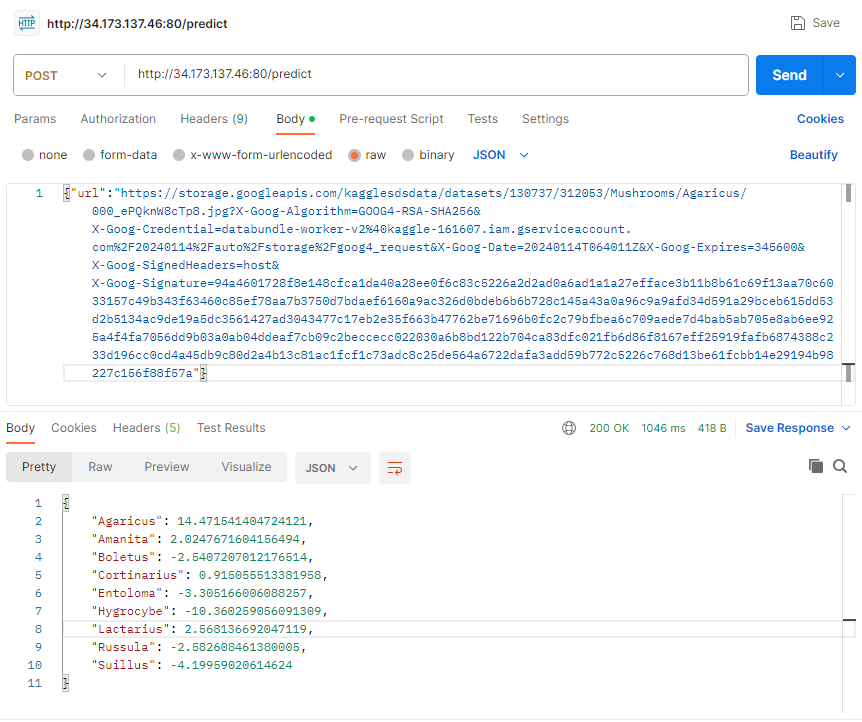 HTTP http://34.173.137.46:80/predict Save
POST http://34.173.137.46:80/predict Send
Params Authorization Headers (9) Body Pre-request Script Tests Settings Cookies
none form-data x-www-form-urlencoded raw binary JSON Beautify
1 {"url":"https://storage.googleapis.com/kagglesdsdata/datasets/130737/312053/Mushrooms/Agaricus/
000_ePQknW8cTp8.jpg?X-Goog-Algorithm=GOOG4-RSA-SHA256&
X-Goog-Credential=databundle-worker-v2%40kaggle-161607.iam.gserviceaccount.
com%2F20240114%2Fauto%2Fstorage%2Fgoog4_request&X-Goog-Date=20240114T064011Z&X-Goog-Expires=345600&
X-Goog-SignedHeaders=host&
X-Goog-Signature=94a4601728f8e148cfca1da40a28ee0f6c83c5226a2d2ad0a6ad1a1a27efface3b11b8b61c69f13aa70c60
33157c49b343f63460c85ef78aa7b3750d7bdaef6160a9ac326d0bdeb6b6b728c145a43a0a96c9a9afd34d591a29bceb615dd53
d2b5134ac9de19a5dc3561427ad3043477c17eb2e35f663b47762be71696b0fc2c79bfbea6c709aede7d4bab5ab705e8ab6ee92
5a4f4fa7056dd9b03a0ab04ddeaf7cb09c2beccecc022030a6b8bd122b704ca83dfc021fb6d86f8167eff25919fafb6874388c2
33d196cc0cd4a45db9c80d2a4b13c81ac1fcf1c73adc8c25de564a6722dafa3add59b772c5226c768d13be61fcbb14e29194b98
227c156f88f57a"}
Body Cookies Headers (5) Test Results 200 OK 1046 ms 418 B Save Response
Pretty Raw Preview Visualize JSON
1 {
2 "Agaricus": 14.471541404724121,
3 "Amanita": 2.0247671604156494,
4 "Boletus": -2.5407207012176514,
5 "Cortinarius": 0.915055513381958,
6 "Entoloma": -3.305166006088257,
7 "Hygrocybe": -10.360259056091309,
8 "Lactarius": 2.568136692047119,
9 "Russula": -2.582608461380005,
10 "Suillus": -4.19959020614624
11 }